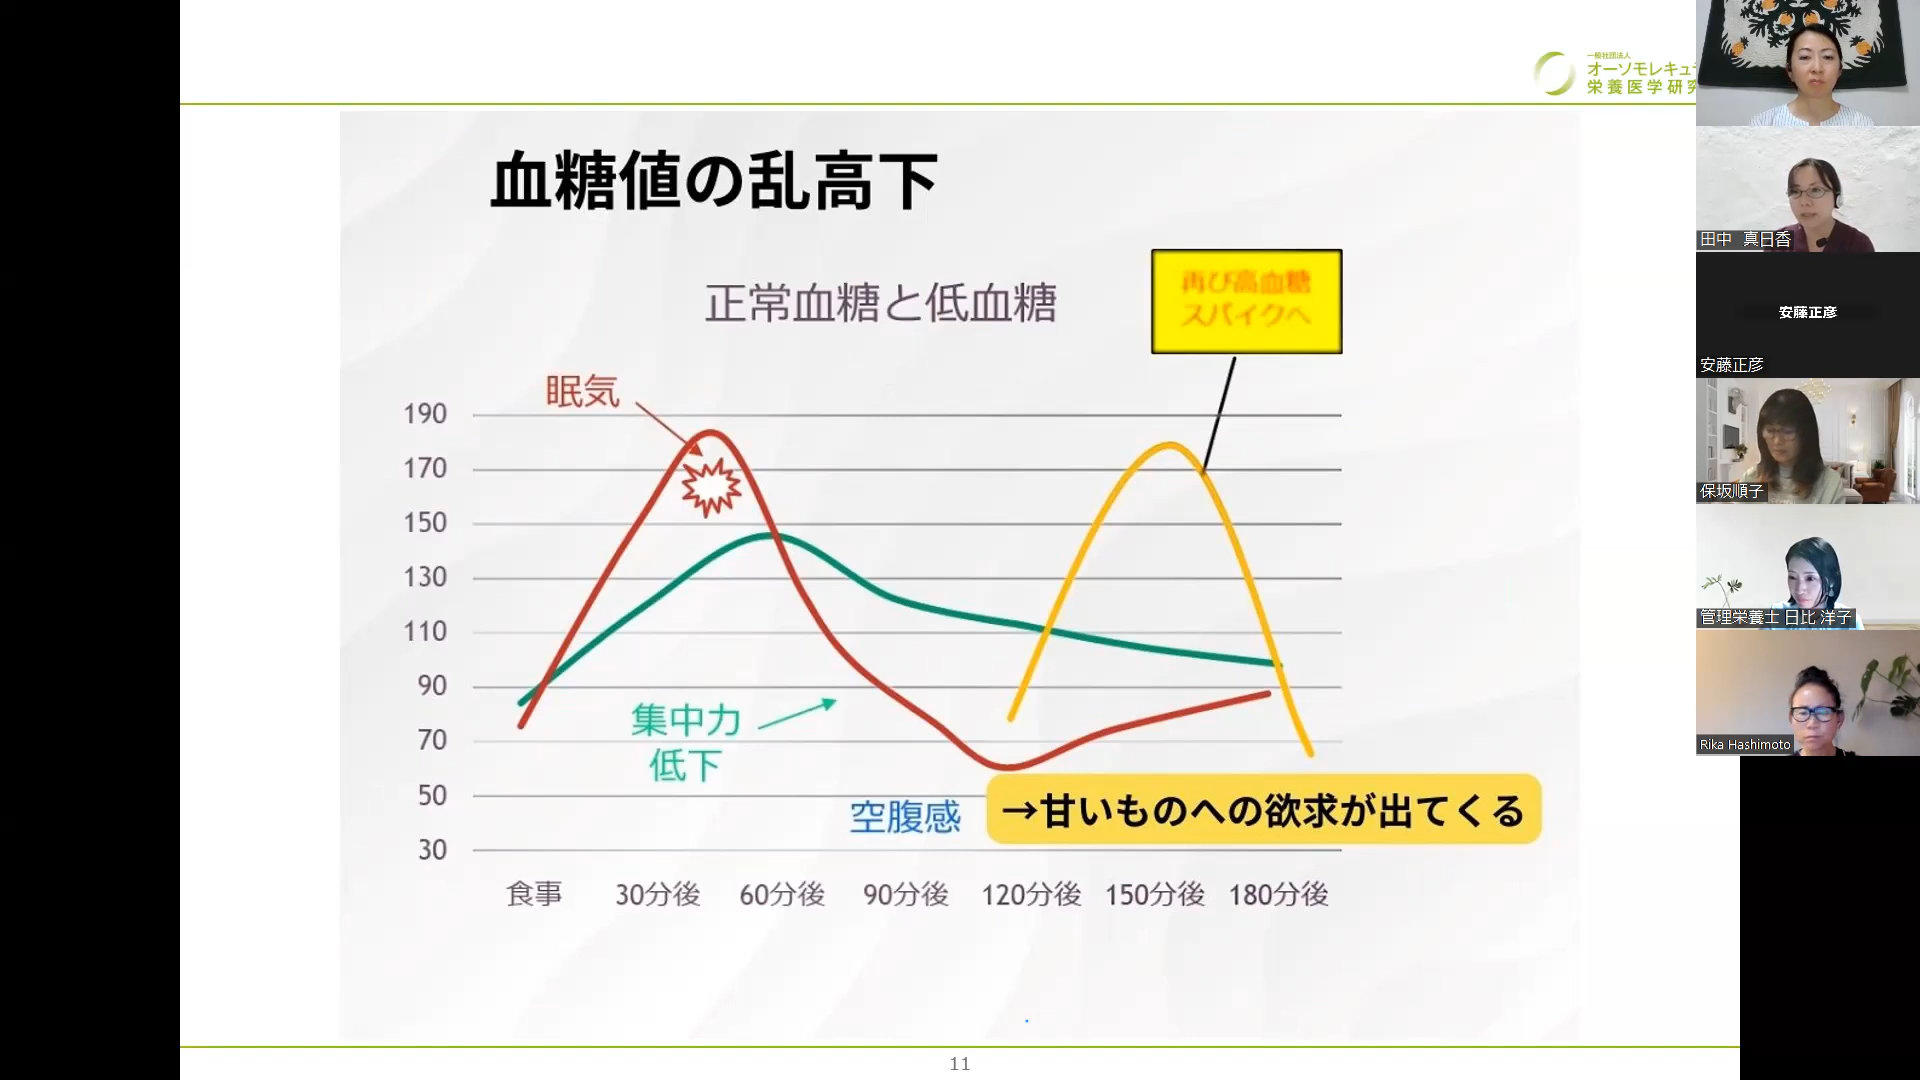 一般社団法人
オーソモレキュ
栄養医学研究
血糖値の乱高下
正常血糖と低血糖
再び高血糖
スパイクへ
眠気
190
170
150
130
110
90
70
50
30
集中力
低下
空腹感
→甘いものへの欲求が出てくる
食事
30分後
60分後
90分後
120分後
150分後
180分後
11
田中 真日香
安藤正彦
安藤正彦
保坂順子
管理栄養士 日比 洋子
Rika Hashimoto